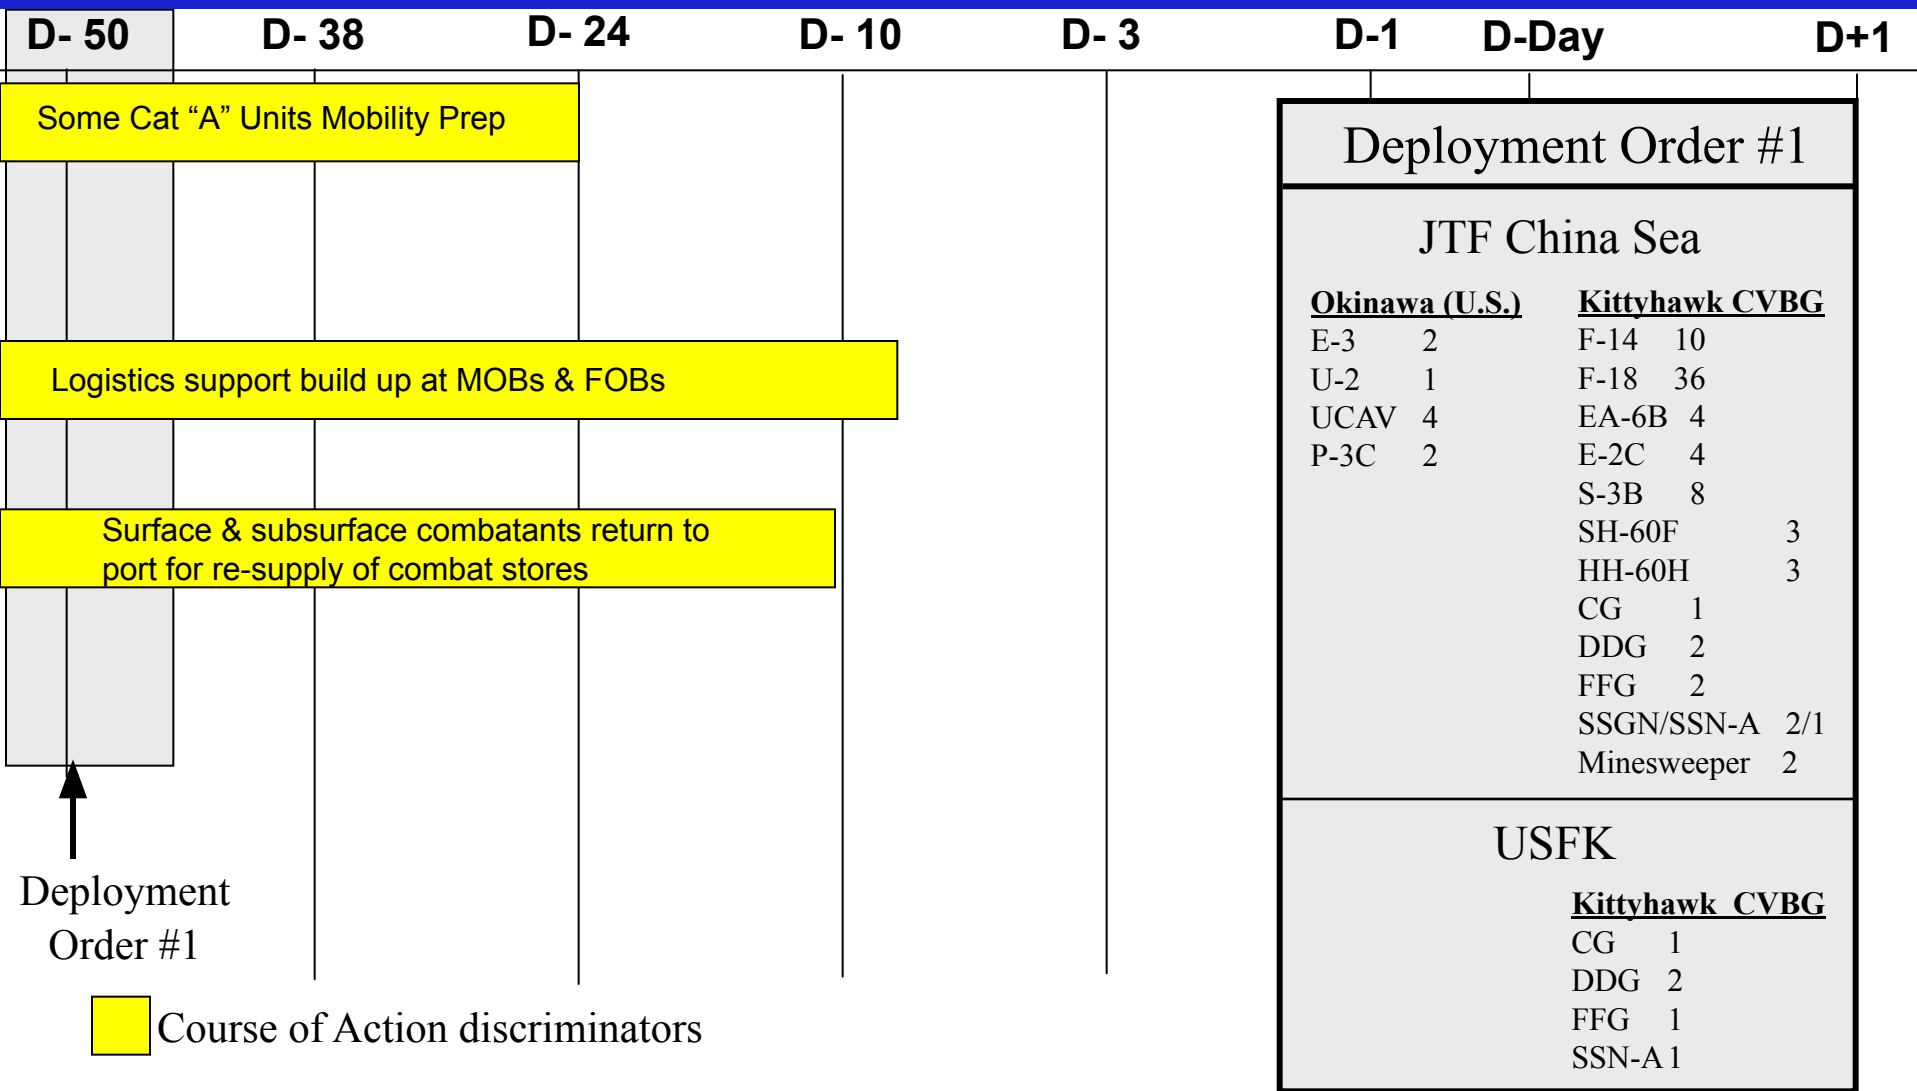 D- 50 D- 38 D- 24 D- 10 D- 3 D-1 D-Day D+1
Some Cat “A” Units Mobility Prep
Logistics support build up at MOBs & FOBs
Surface & subsurface combatants return to
port for re-supply of combat stores
Deployment
Order #1
Course of Action discriminators
Deployment Order #1
JTF China Sea
Okinawa (U.S.)
E-3 2
U-2 1
UCAV 4
P-3C 2
Kittyhawk CVBG
F-14 10
F-18 36
EA-6B 4
E-2C 4
S-3B 8
SH-60F 3
HH-60H 3
CG 1
DDG 2
FFG 2
SSGN/SSN-A 2/1
Minesweeper 2
USFK
Kittyhawk CVBG
CG 1
DDG 2
FFG 1
SSN-A 1